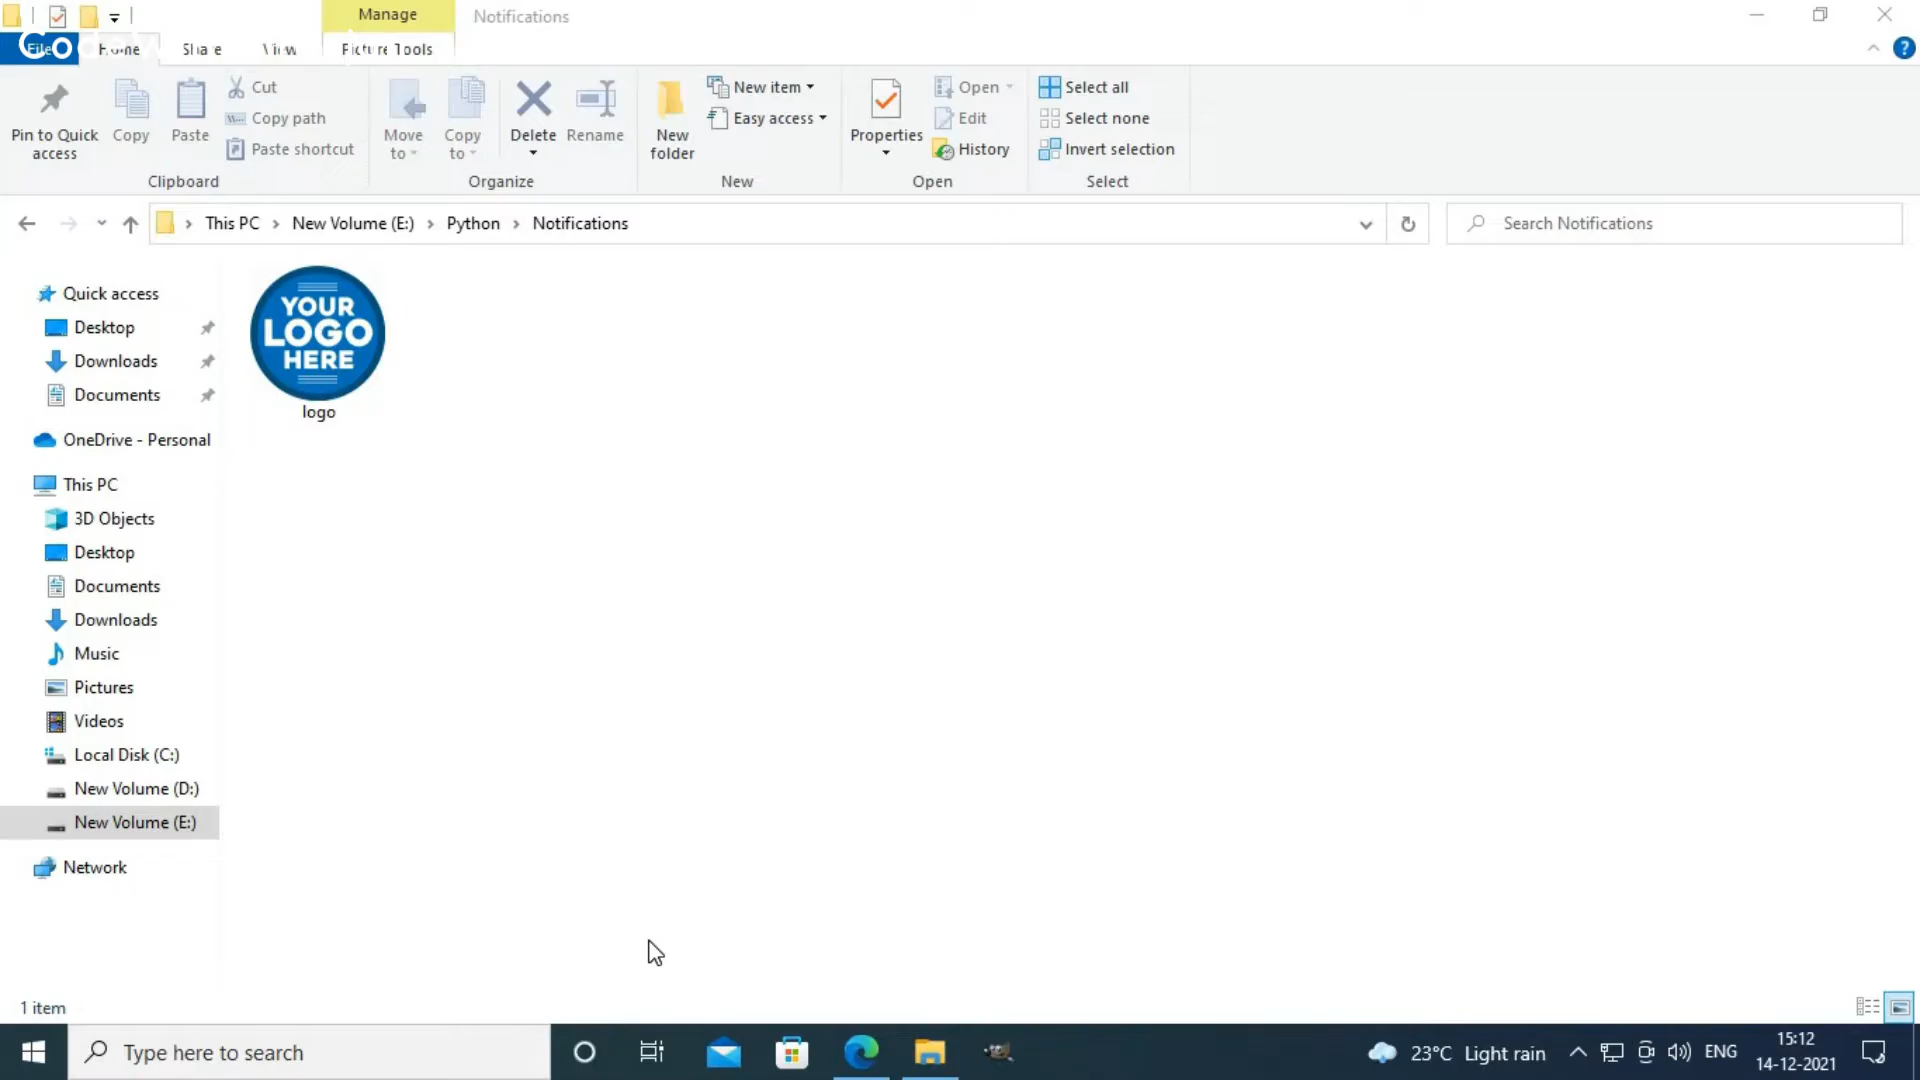 Manage
Notifications
File
Home
Share
View
Picture Tools
Pin to Quick
access
Copy
Paste
Cut
Copy path
Paste shortcut
Clipboard
Move
to
Copy
to
Delete
Rename
Organize
New
folder
New item
Easy access
New
Properties
Open
Edit
History
Open
Select all
Select none
Invert selection
Select
This PC > New Volume (E:) > Python > Notifications
Search Notifications
Quick access
Desktop
Downloads
Documents
OneDrive - Personal
This PC
3D Objects
Desktop
Documents
Downloads
Music
Pictures
Videos
Local Disk (C:)
New Volume (D:)
New Volume (E:)
Network
YOUR
LOGO
HERE
logo
1 item
Type here to search
23°C Light rain
ENG
15:12
14-12-2021